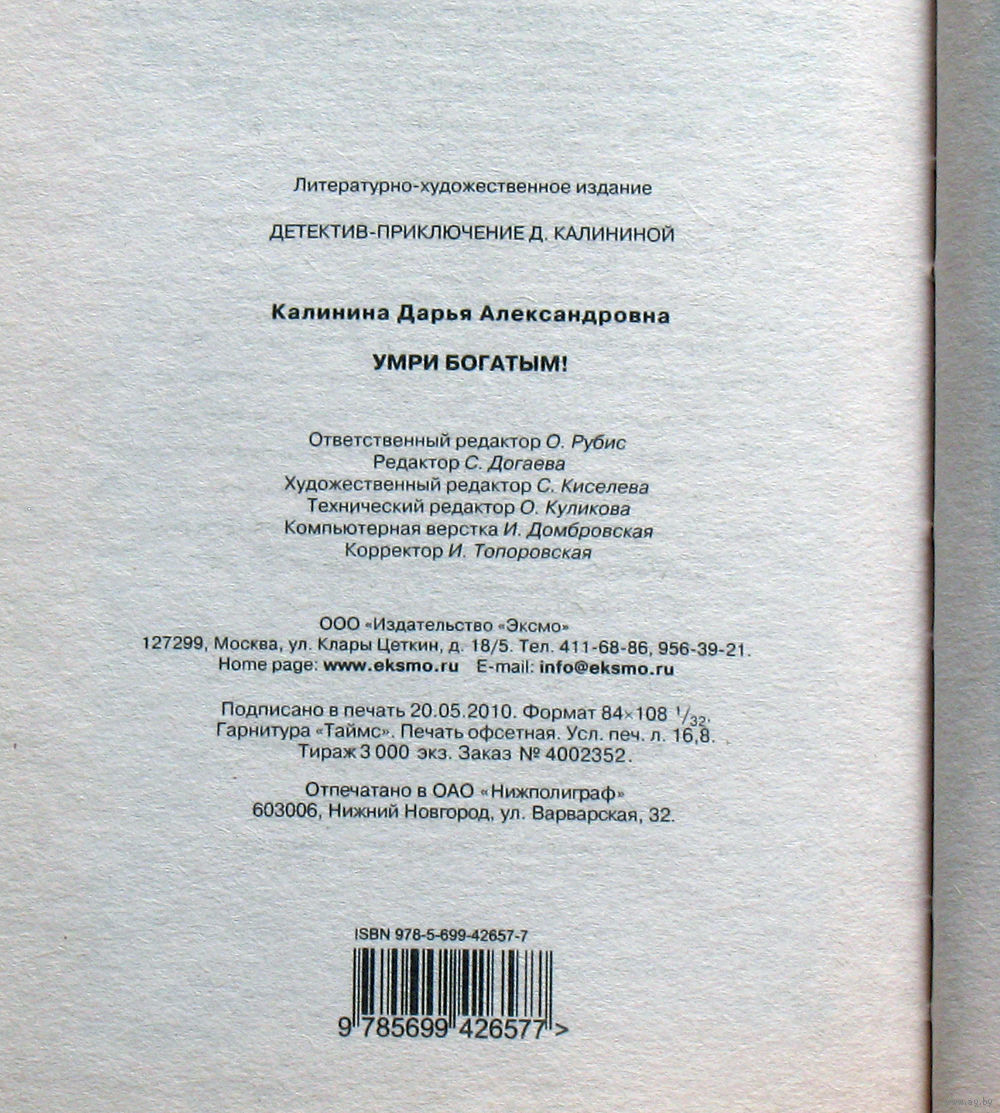 Литературно-художественное издание
ДЕТЕКТИВ-ПРИКЛЮЧЕНИЕ Д. КАЛИНИНОЙ
Калинина Дарья Александровна
УМРИ БОГАТЫМ!
Ответственный редактор О. Рубис
Редактор С. Догаева
Художественный редактор С. Киселева
Технический редактор О. Куликова
Компьютерная верстка И. Домбровская
Корректор И. Топоровская
ООО «Издательство «Эксмо»
127299, Москва, ул. Клары Цеткин, д. 18/5. Тел. 411-68-86, 956-39-21.
Home page: www.eksmo.ru E-mail: info@eksmo.ru
Подписано в печать 20.05.2010. Формат 84×108 1/32.
Гарнитура «Таймс». Печать офсетная. Усл. печ. л. 16,8.
Тираж 3 000 экз. Заказ № 4002352.
Отпечатано в ОАО «Нижполиграф»
603006, Нижний Новгород, ул. Варварская, 32.
ISBN 978-5-699-42657-7
9 785699 426577 >
www.ay.by